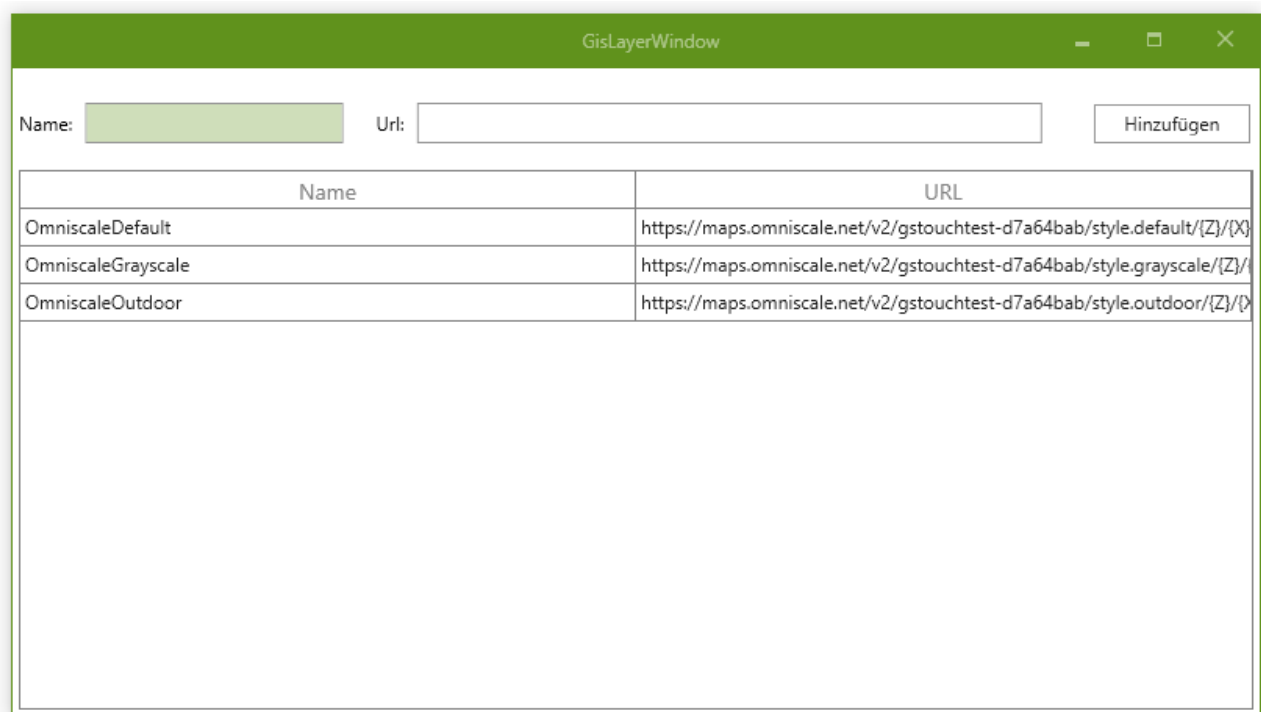 GisLayerWindow
Name: Url: Hinzufügen
Name URL
OmniscaleDefault https://maps.omniscale.net/v2/gstouchtest-d7a64bab/style.default/{Z}/{X}
OmniscaleGrayscale https://maps.omniscale.net/v2/gstouchtest-d7a64bab/style.grayscale/{Z}/
OmniscaleOutdoor https://maps.omniscale.net/v2/gstouchtest-d7a64bab/style.outdoor/{Z}/{X